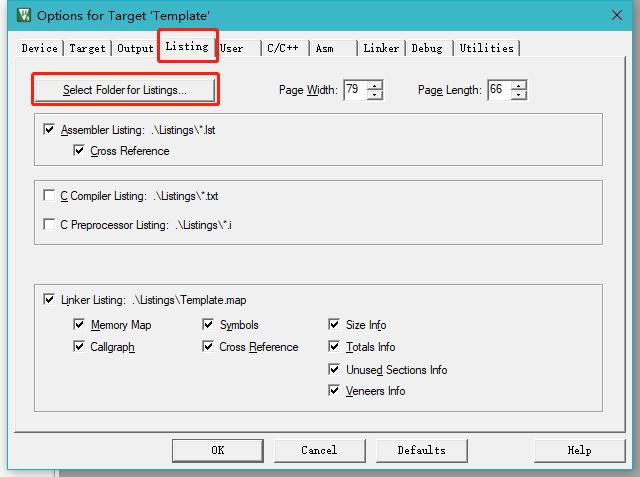 Options for Target 'Template'
Device Target Output Listing User C/C++ Asm Linker Debug Utilities
Select Folder for Listings... Page Width: 79 Page Length: 66
Assembler Listing: .\Listings\*.lst
Cross Reference
C Compiler Listing: .\Listings\*.txt
C Preprocessor Listing: .\Listings\*.i
Linker Listing: .\Listings\Template.map
Memory Map Symbols Size Info
Callgraph Cross Reference Totals Info
Unused Sections Info
Veneers Info
OK Cancel Defaults Help